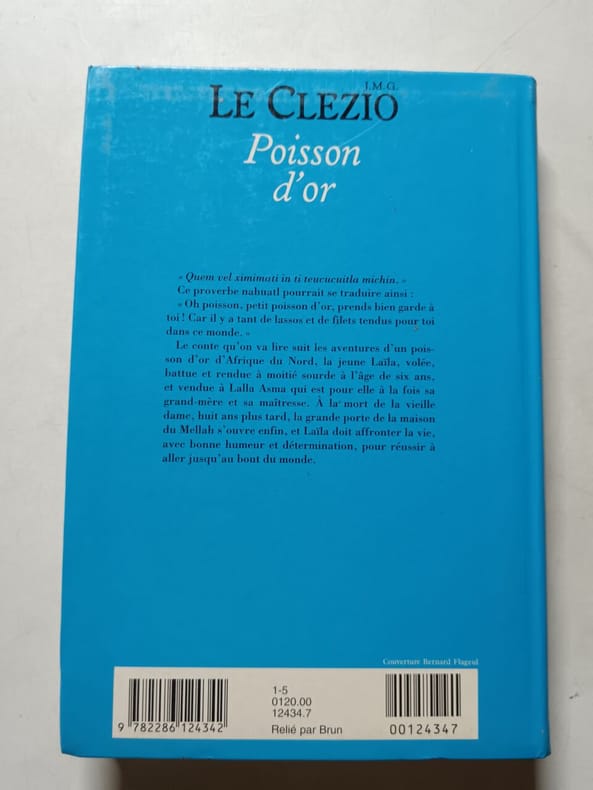 J.M.G.
LE CLEZIO
Poisson
d'or
« Quem vel ximimati in ti teucucuitla michin. »
Ce proverbe nahuatl pourrait se traduire ainsi :
« Oh poisson, petit poisson d'or, prends bien garde à
toi ! Car il y a tant de lassos et de filets tendus pour toi
dans ce monde. »
Le conte qu'on va lire suit les aventures d'un pois-
son d'or d'Afrique du Nord, la jeune Laïla, volée,
battue et rendue à moitié sourde à l'âge de six ans,
et vendue à Lalla Asma qui est pour elle à la fois sa
grand-mère et sa maîtresse. À la mort de la vieille
dame, huit ans plus tard, la grande porte de la maison
du Mellah s'ouvre enfin, et Laïla doit affronter la vie,
avec bonne humeur et détermination, pour réussir à
aller jusqu'au bout du monde.
Couverture Bernard Flageul
9 782286 124342
1-5
0120.00
12434.7
Relié par Brun
00124347